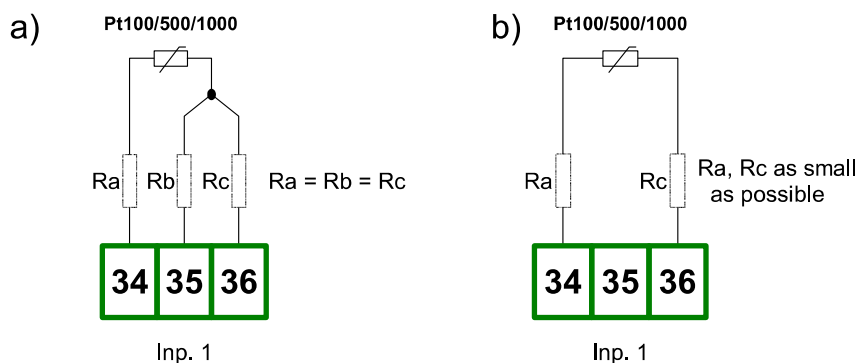 a)
Pt100/500/1000
Ra
Rb
Rc
Ra = Rb = Rc
34
35
36
Inp. 1
b)
Pt100/500/1000
Ra
Rc
Ra, Rc as small
as possible
34
35
36
Inp. 1